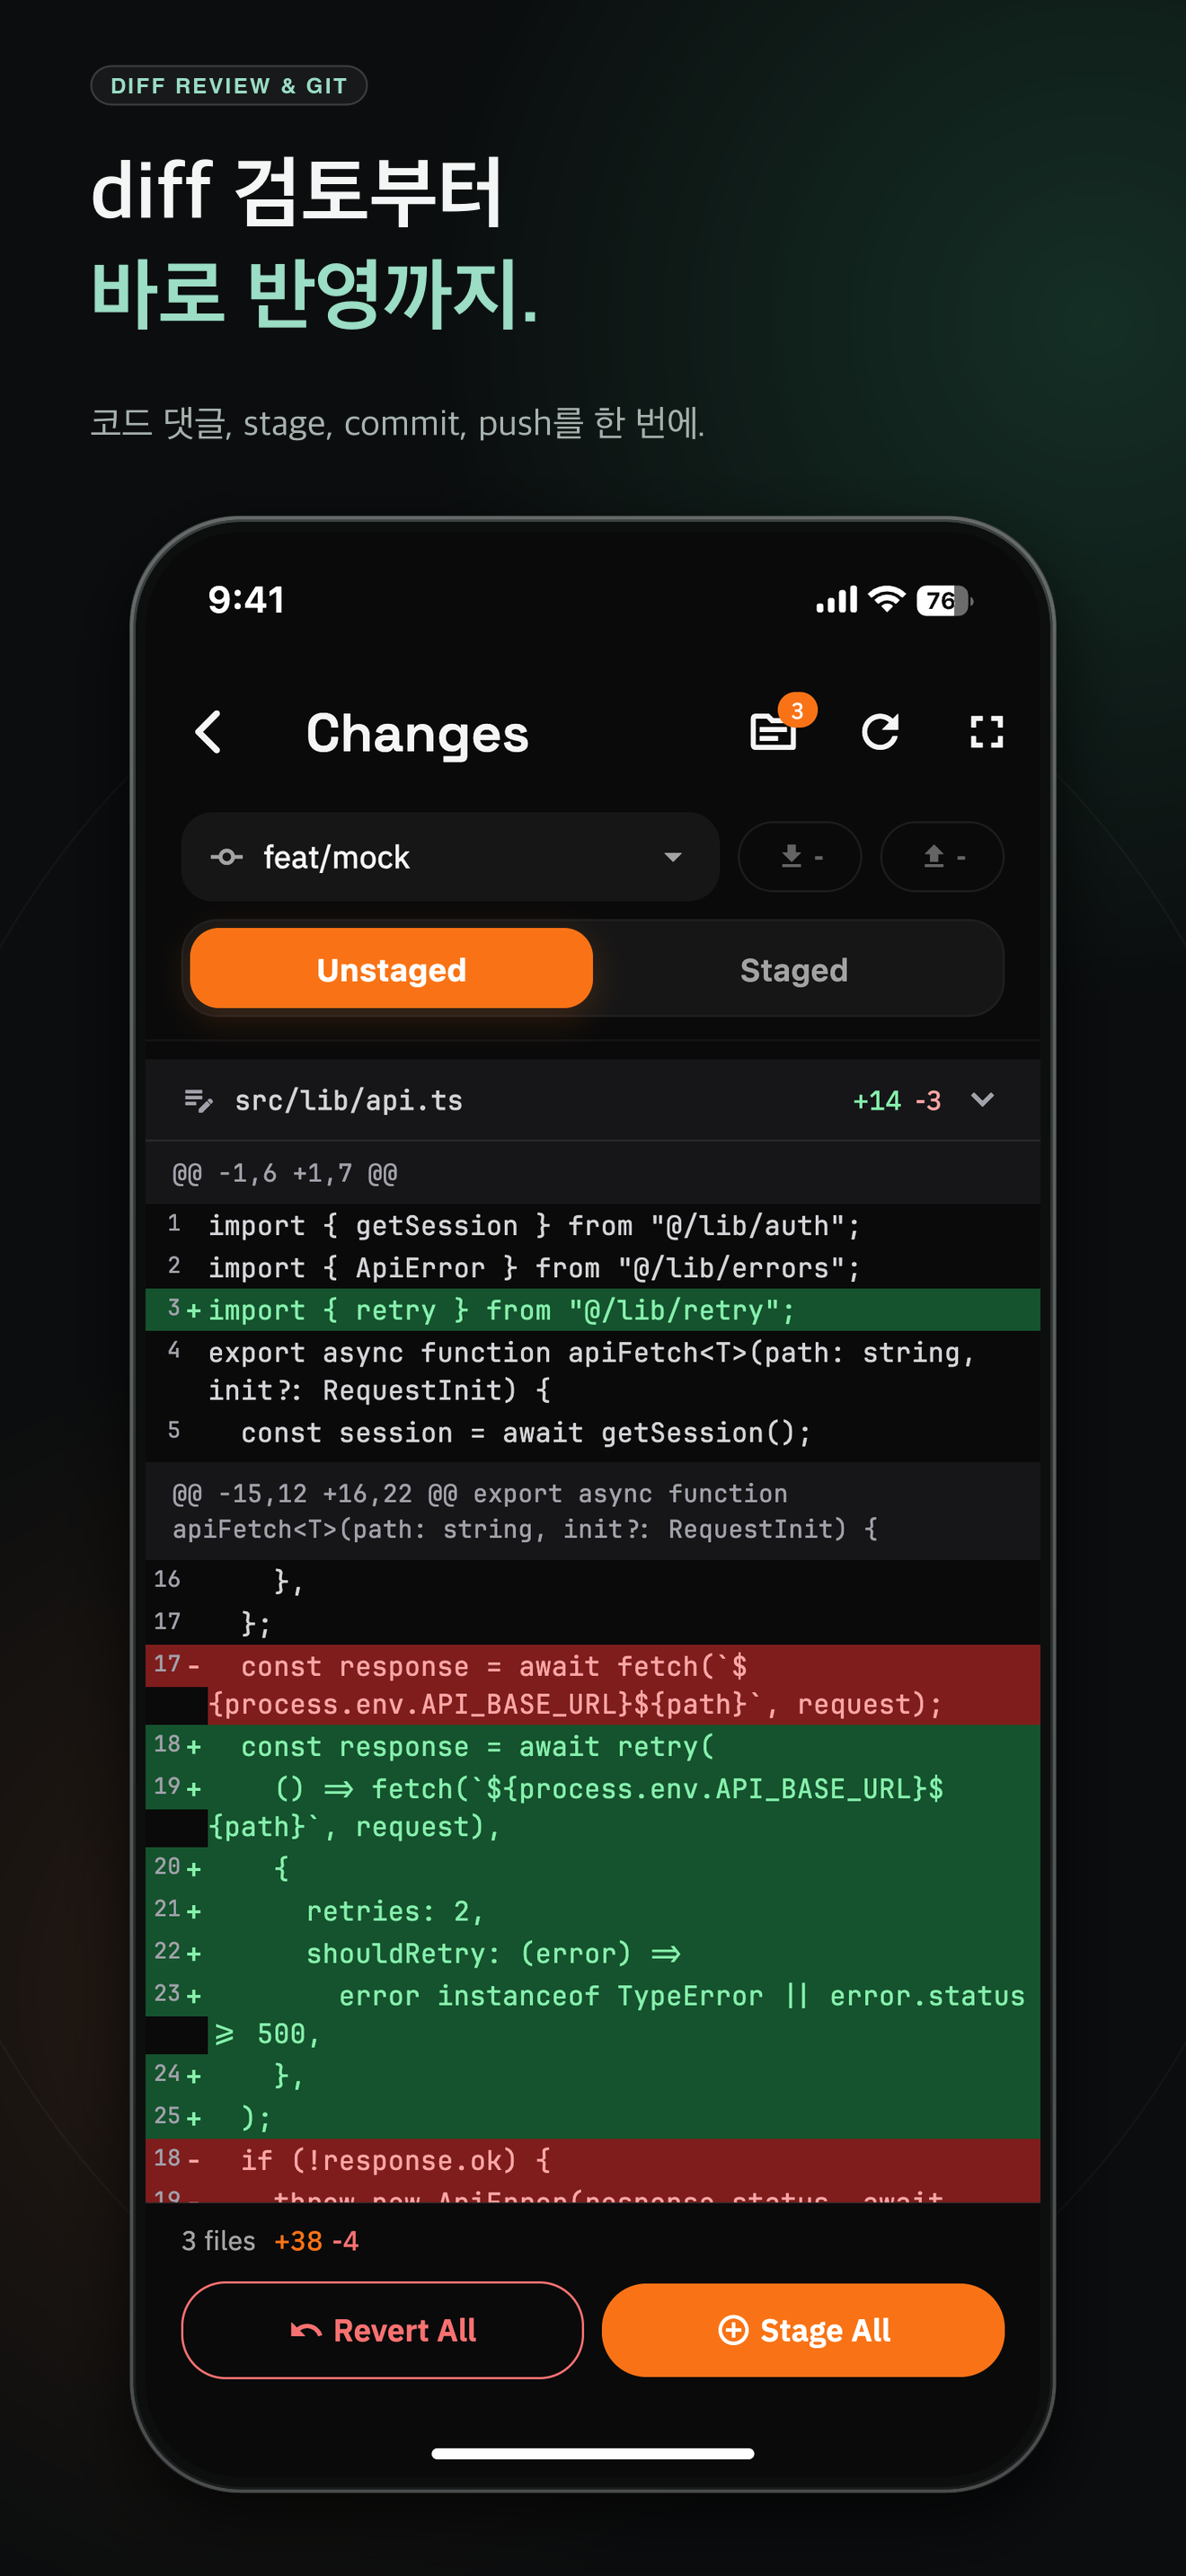 DIFF REVIEW & GIT
diff 검토부터
바로 반영까지.
코드 댓글, stage, commit, push를 한 번에.
9:41
76
Changes
3
feat/mock
-
-
Unstaged
Staged
src/lib/api.ts +14 -3
@@ -1,6 +1,7 @@
1 import { getSession } from "@/lib/auth";
2 import { ApiError } from "@/lib/errors";
3 + import { retry } from "@/lib/retry";
4 export async function apiFetch<T>(path: string,
init?: RequestInit) {
5 const session = await getSession();
@@ -15,12 +16,22 @@ export async function
apiFetch<T>(path: string, init?: RequestInit) {
16 },
17 };
17 - const response = await fetch(`$
{process.env.API_BASE_URL}${path}`, request);
18 + const response = await retry(
19 + () => fetch(`${process.env.API_BASE_URL}$
{path}`, request),
20 + {
21 + retries: 2,
22 + shouldRetry: (error) =>
23 + error instanceof TypeError || error.status
>= 500,
24 + },
25 + );
18 - if (!response.ok) {
19 - throw new ApiError(response.status, await
3 files +38 -4
Revert All
Stage All